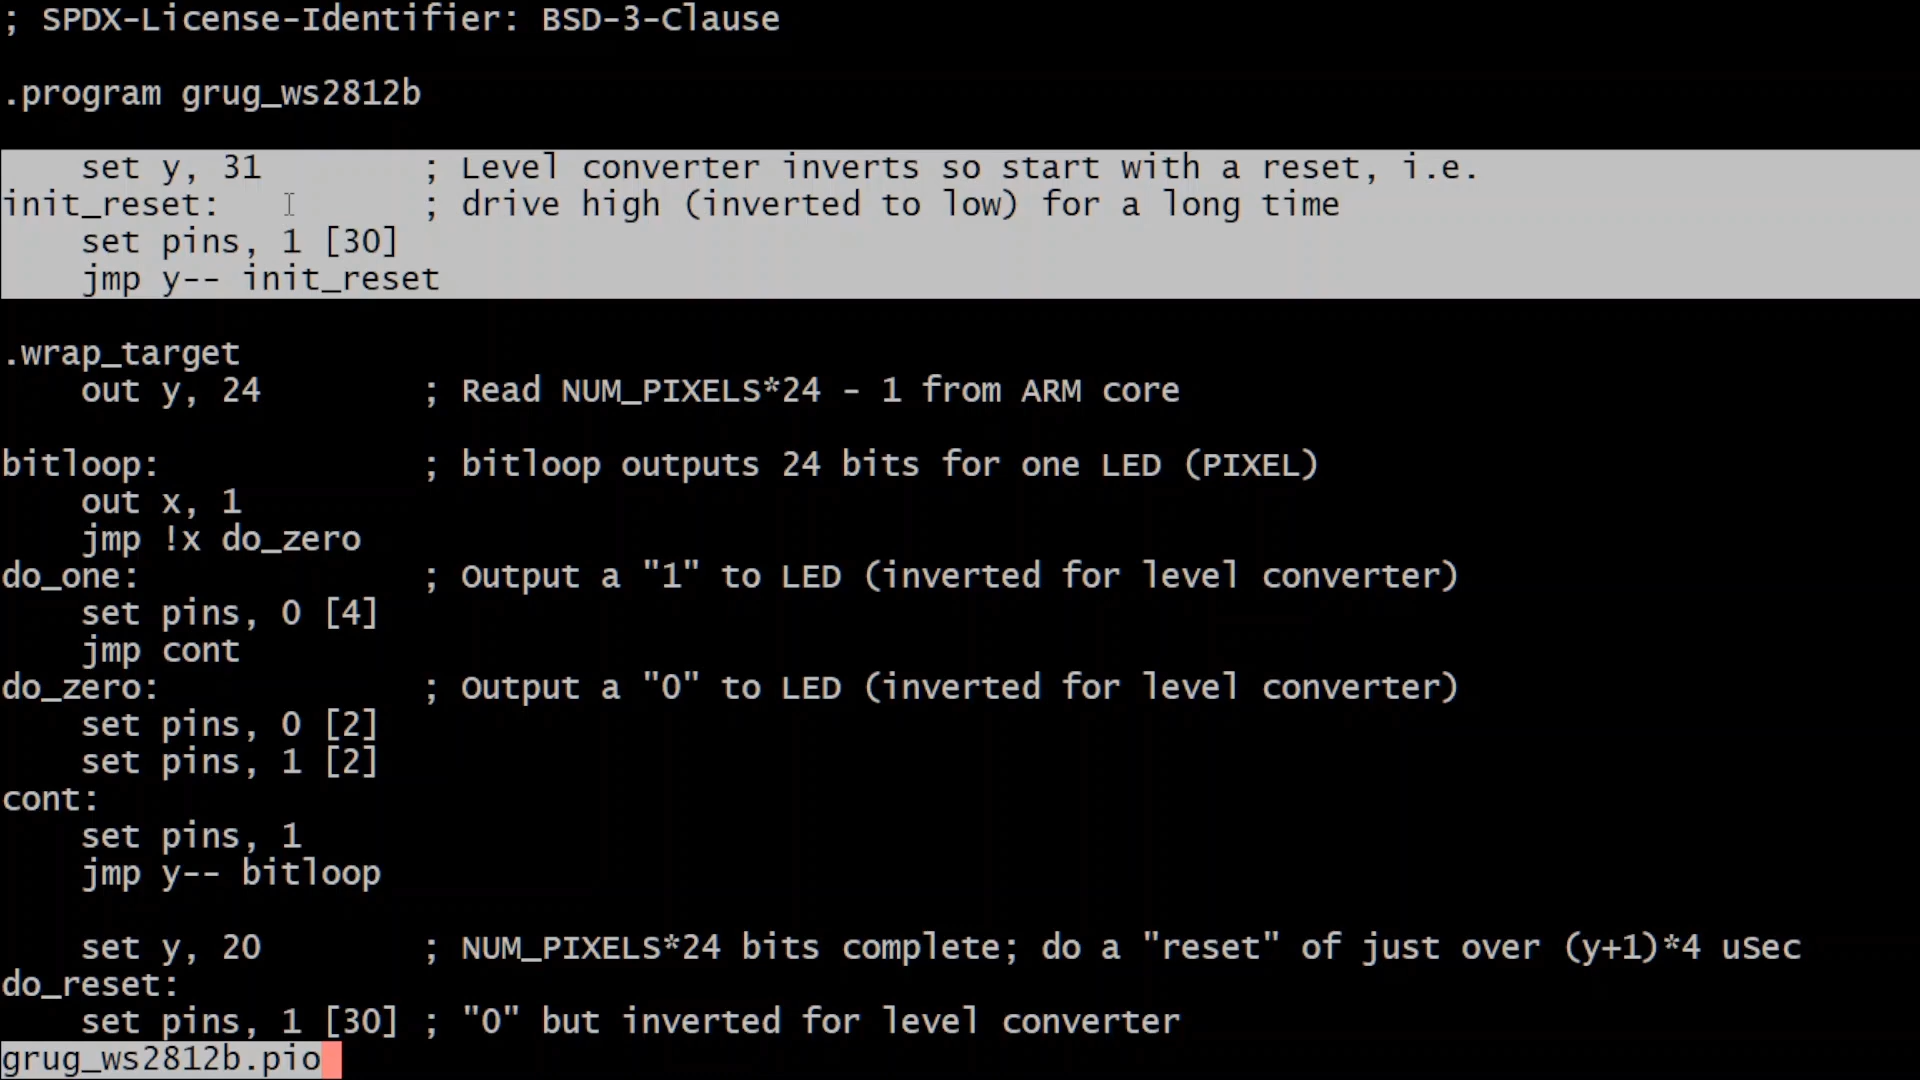 ; SPDX-License-Identifier: BSD-3-Clause
.program grug_ws2812b
    set y, 31        ; Level converter inverts so start with a reset, i.e.
init_reset:          ; drive high (inverted to low) for a long time
    set pins, 1 [30]
    jmp y-- init_reset
.wrap_target
    out y, 24        ; Read NUM_PIXELS*24 - 1 from ARM core
bitloop:             ; bitloop outputs 24 bits for one LED (PIXEL)
    out x, 1
    jmp !x do_zero
do_one:              ; Output a "1" to LED (inverted for level converter)
    set pins, 0 [4]
    jmp cont
do_zero:             ; Output a "0" to LED (inverted for level converter)
    set pins, 0 [2]
    set pins, 1 [2]
cont:
    set pins, 1
    jmp y-- bitloop
    set y, 20        ; NUM_PIXELS*24 bits complete; do a "reset" of just over (y+1)*4 uSec
do_reset:
    set pins, 1 [30] ; "0" but inverted for level converter
grug_ws2812b.pio